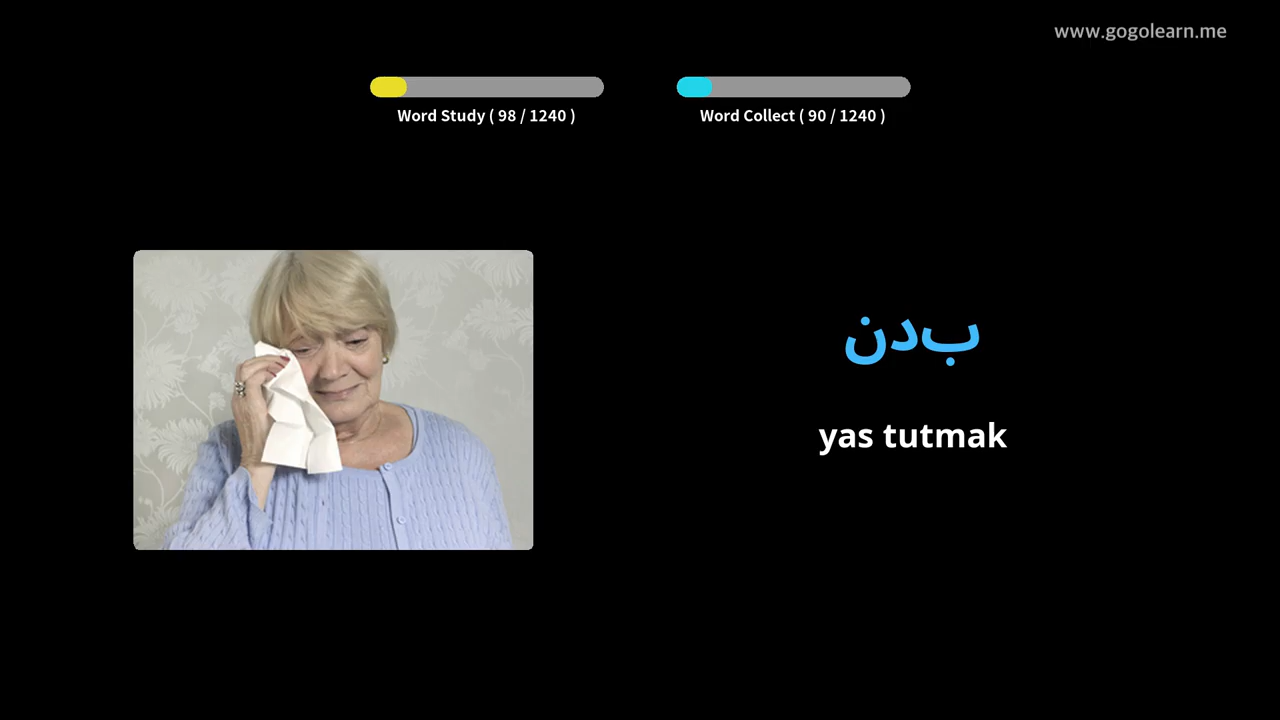 www.gogolearn.me
Word Study ( 98 / 1240 )
Word Collect ( 90 / 1240 )
ب‌دن
yas tutmak